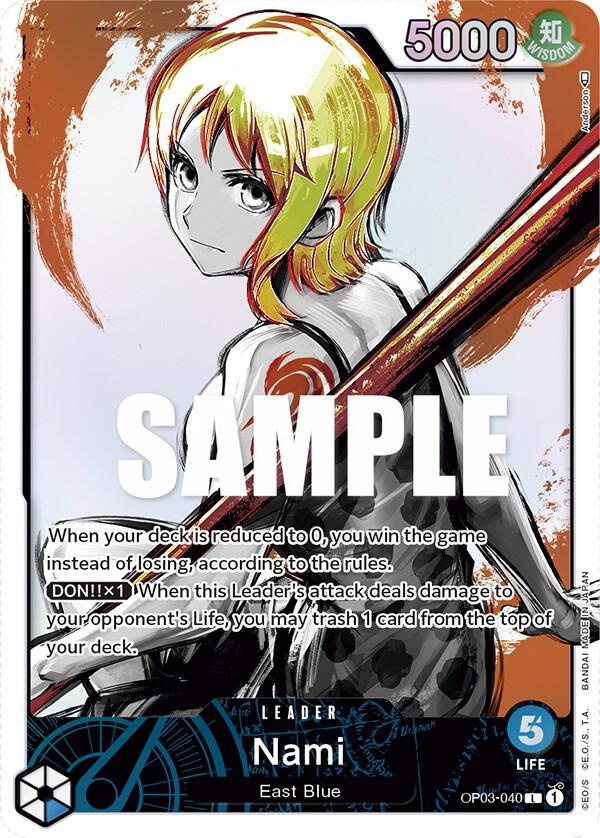 5000
知
WISDOM
Anderson
SAMPLE
When your deck is reduced to 0, you win the game
instead of losing, according to the rules.
DON!!×1 When this Leader's attack deals damage to
your opponent's Life, you may trash 1 card from the top of
your deck.
LEADER
Nami
East Blue
5
LIFE
OP03-040 L 1
©E.O/S ©E.O./S., T.A. BANDAI MADE IN JAPAN